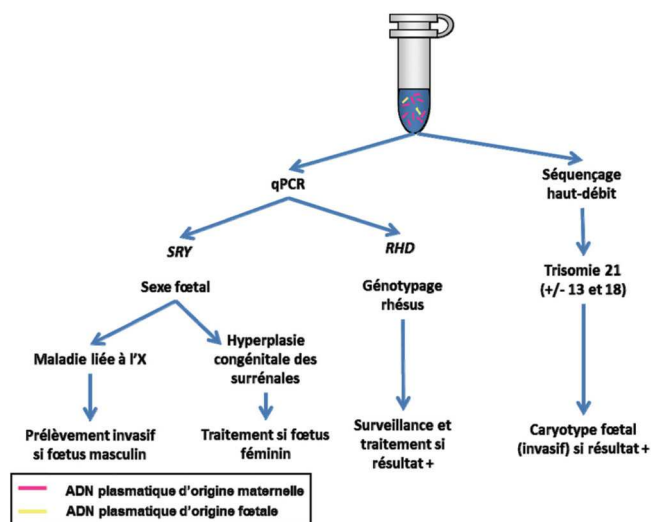 qPCR
Séquençage
haut-débit
SRY
RHD
Sexe fœtal
Génotypage
rhésus
Trisomie 21
(+/- 13 et 18)
Maladie liée à l'X
Hyperplasie
congénitale des
surrénales
Prélèvement invasif
si fœtus masculin
Traitement si fœtus
féminin
Surveillance et
traitement si
résultat +
Caryotype fœtal
(invasif) si résultat +
ADN plasmatique d'origine maternelle
ADN plasmatique d'origine fœtale